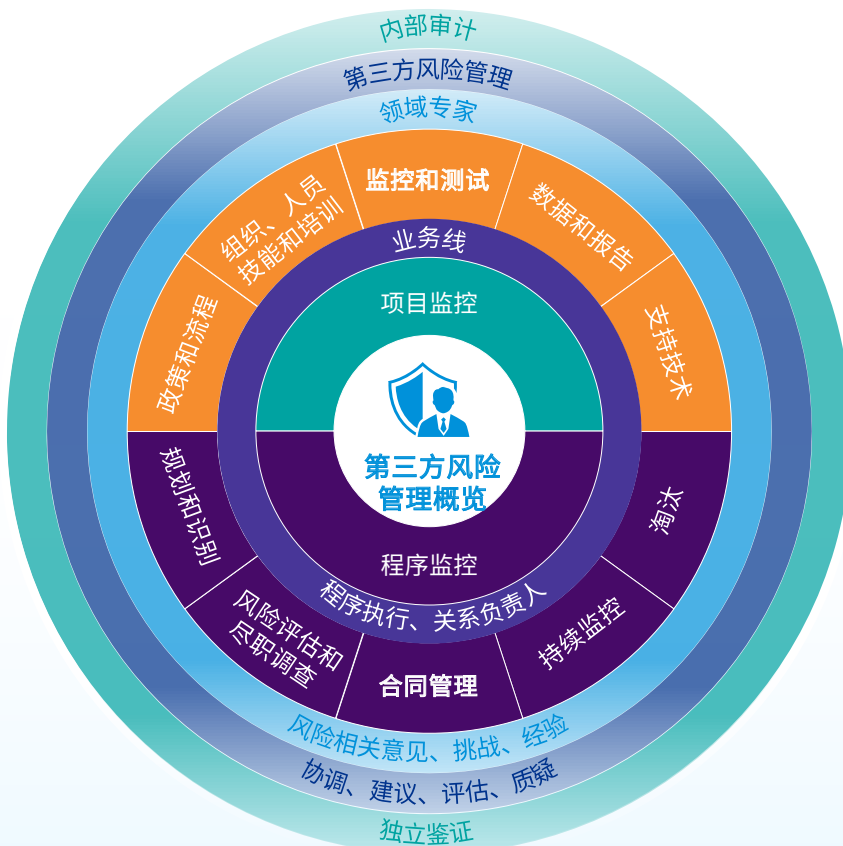 内部审计
第三方风险管理
领域专家
监控和测试
组织、人员
技能和培训
数据和报告
政策和流程
支持技术
业务线
项目监控
第三方风险
管理概览
程序监控
程序执行、关系负责人
规划和识别
淘汰
风险评估和
尽职调查
持续监控
合同管理
风险相关意见、挑战、经验
协调、建议、评估、质疑
独立鉴证